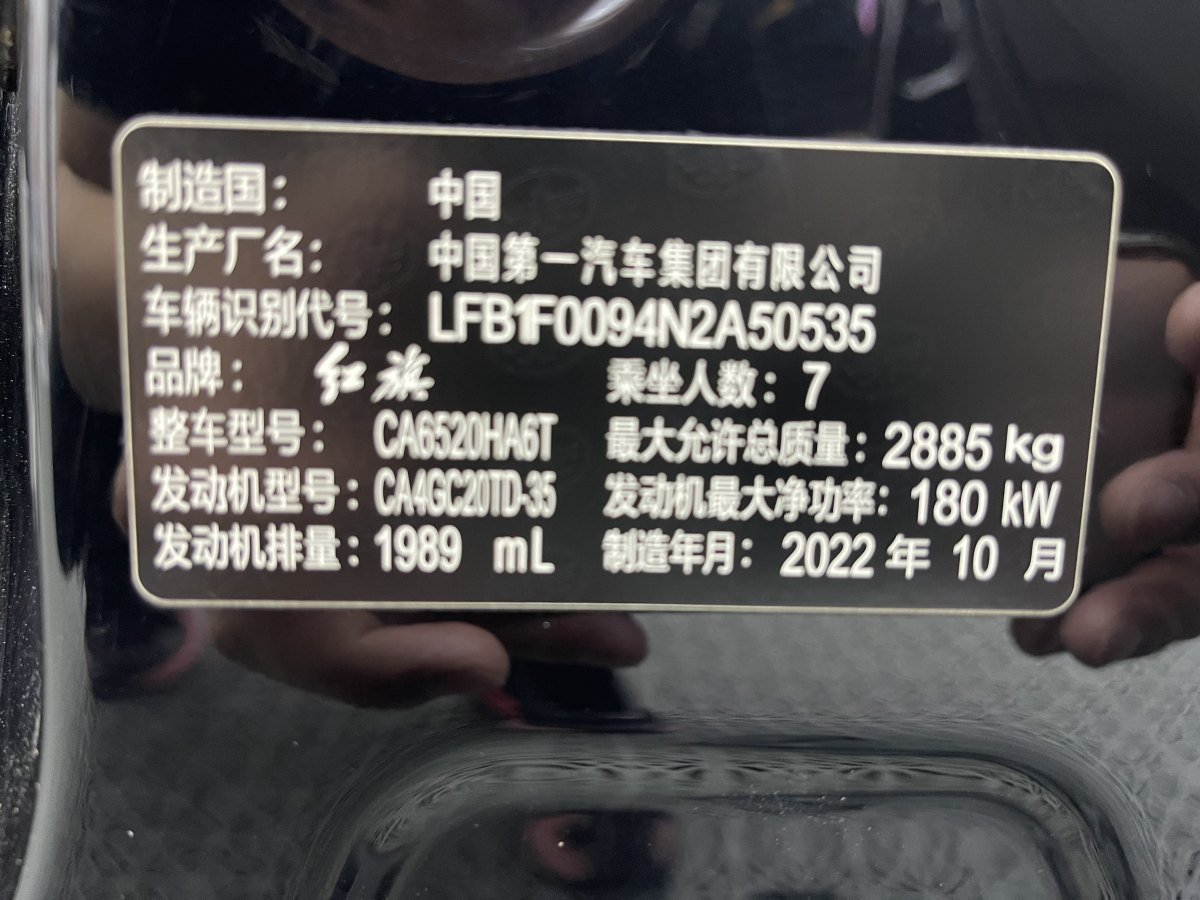 制造国: 中国
生产厂名: 中国第一汽车集团有限公司
车辆识别代号: LFB1F0094N2A50535
品牌: 红旗 乘坐人数: 7
整车型号: CA6520HA6T 最大允许总质量: 2885 kg
发动机型号: CA4GC20TD-35 发动机最大净功率: 180 kW
发动机排量: 1989 mL 制造年月: 2022 年 10 月